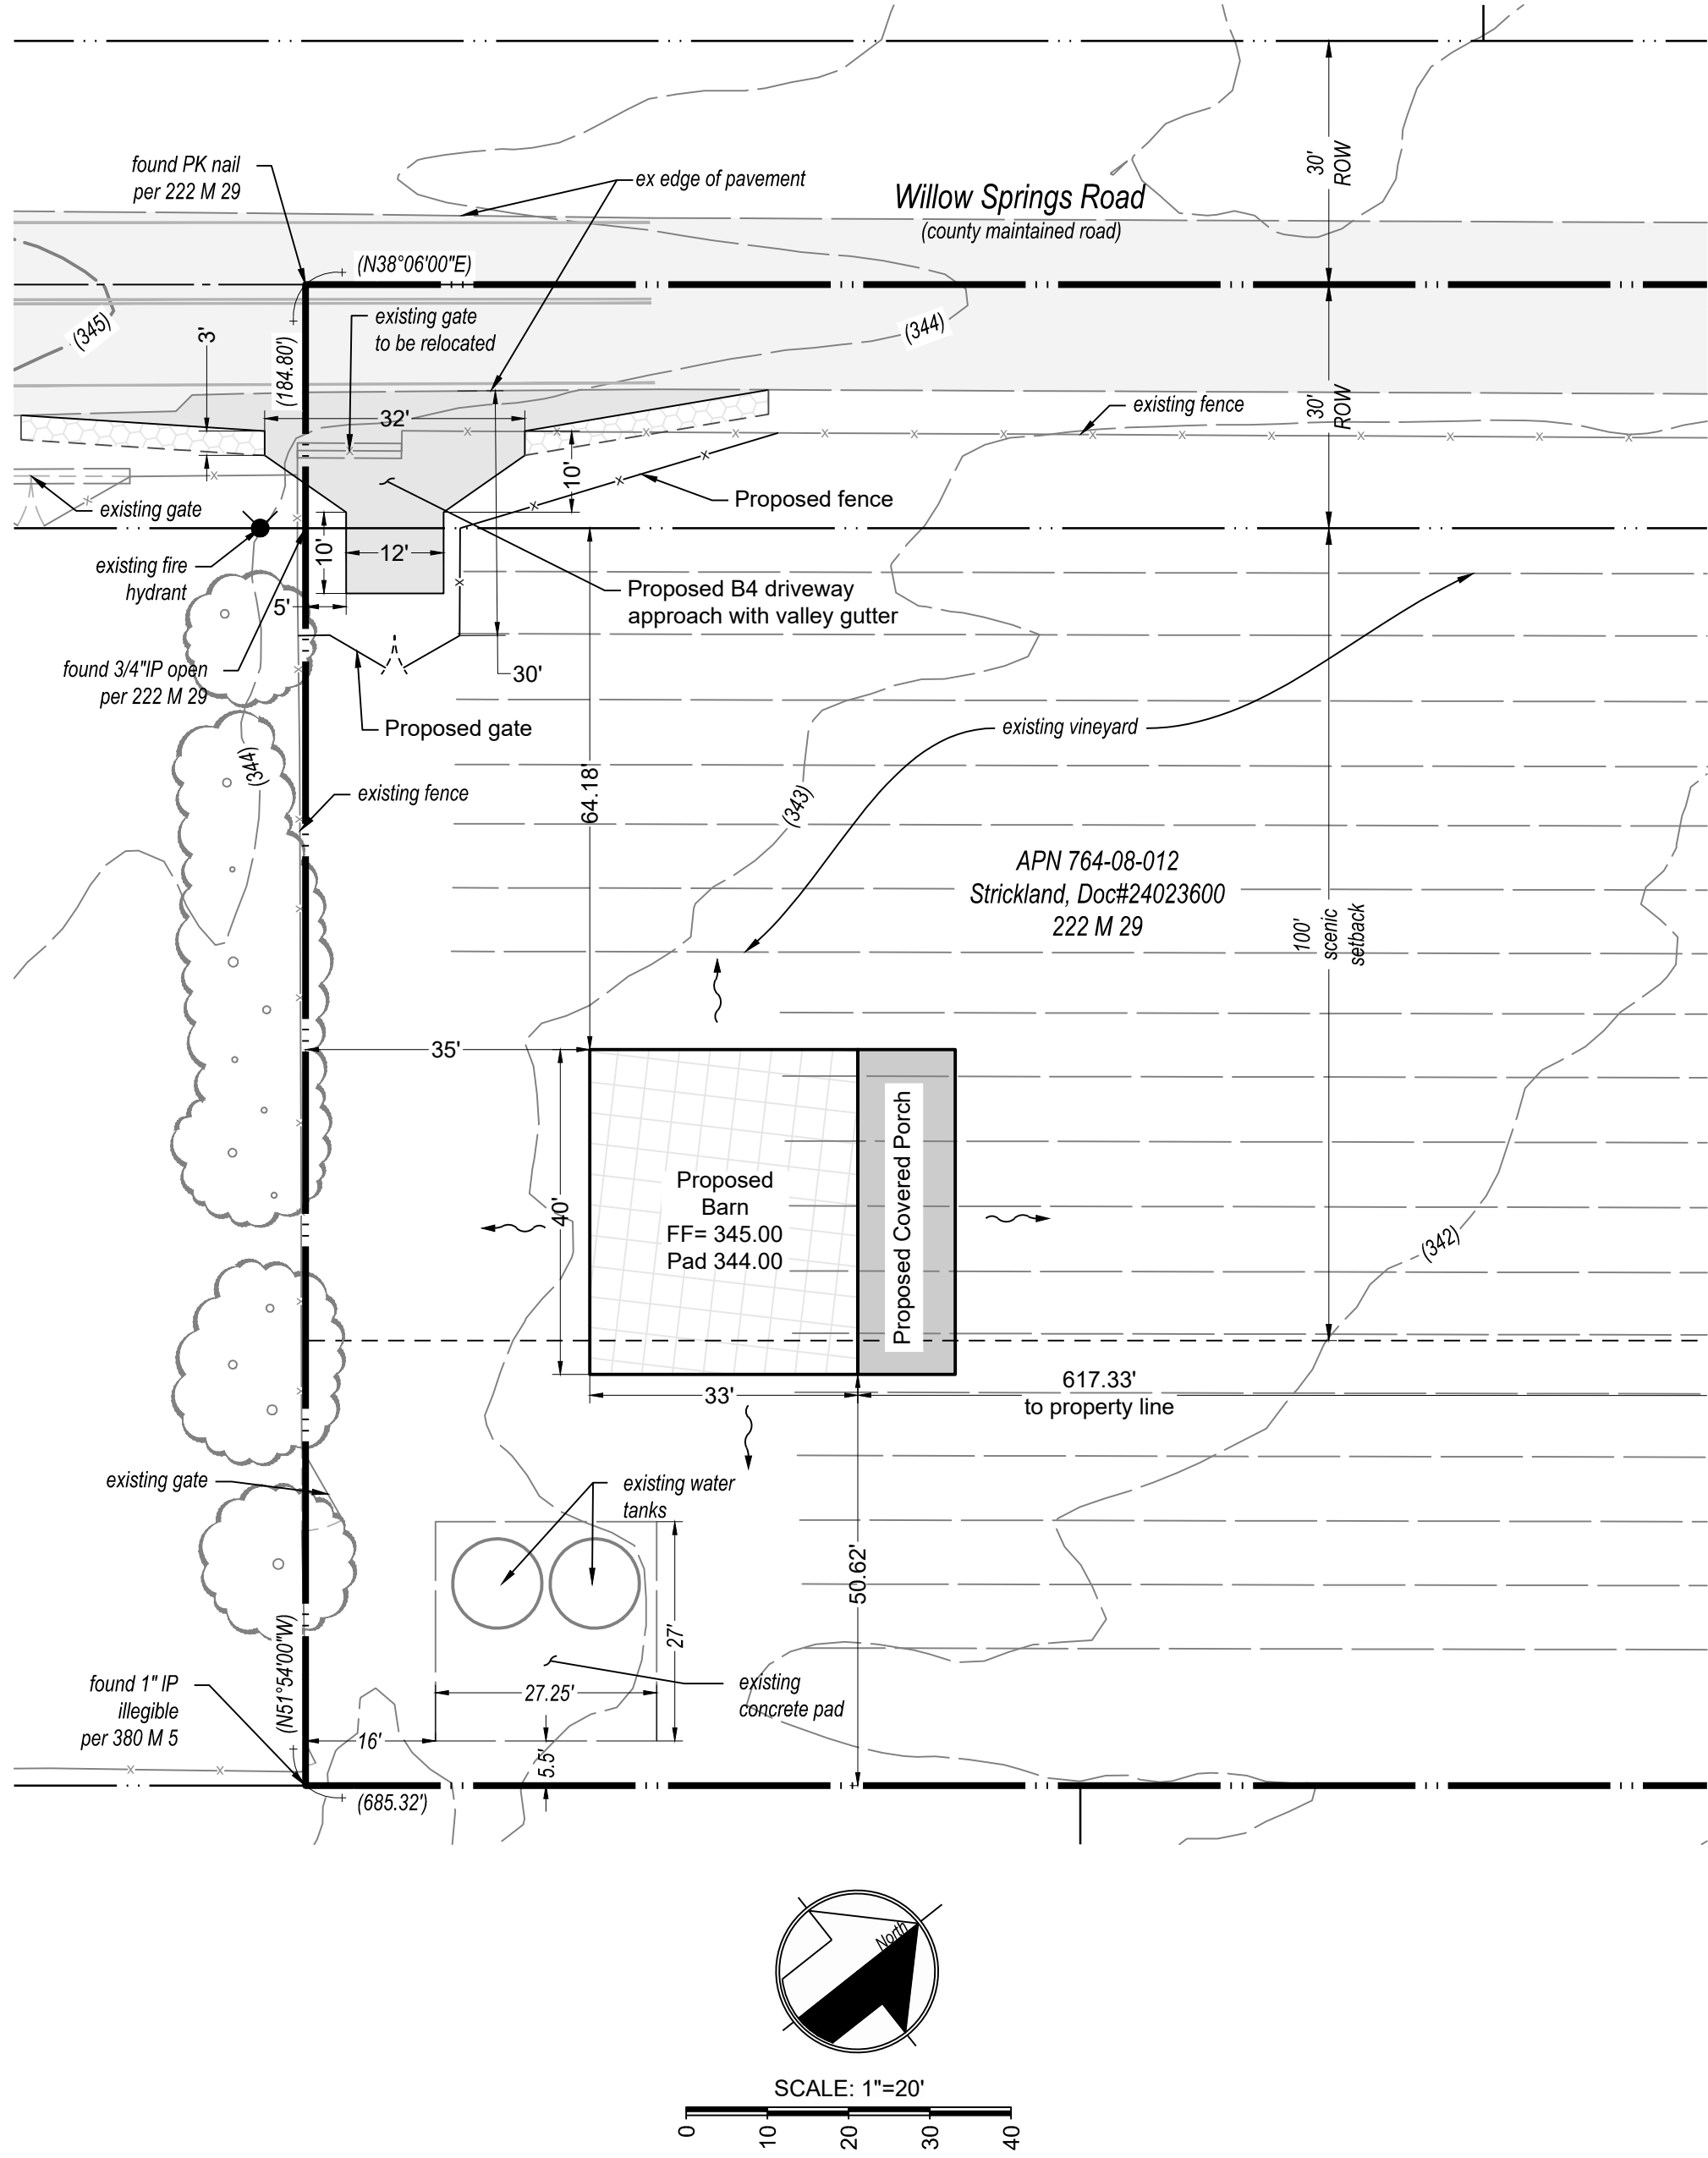 found PK nail
per 222 M 29
ex edge of pavement
Willow Springs Road
(county maintained road)
30'
ROW
(N38°06'00"E)
(345)
3'
(184.80')
existing gate
to be relocated
(344)
32'
existing fence
30'
ROW
10'
Proposed fence
existing gate
existing fire
hydrant
10'
12'
5'
Proposed B4 driveway
approach with valley gutter
found 3/4"IP open
per 222 M 29
30'
Proposed gate
existing vineyard
(344)
existing fence
64.18'
(343)
APN 764-08-012
Strickland, Doc#24023600
222 M 29
100'
scenic
setback
35'
40'
Proposed
Barn
FF= 345.00
Pad 344.00
Proposed Covered Porch
(342)
33'
617.33'
to property line
existing gate
existing water
tanks
50.62'
27'
(N51°54'00"W)
found 1" IP
illegible
per 380 M 5
27.25'
existing
concrete pad
16'
5.5'
(685.32')
North
SCALE: 1"=20'
0
10
20
30
40